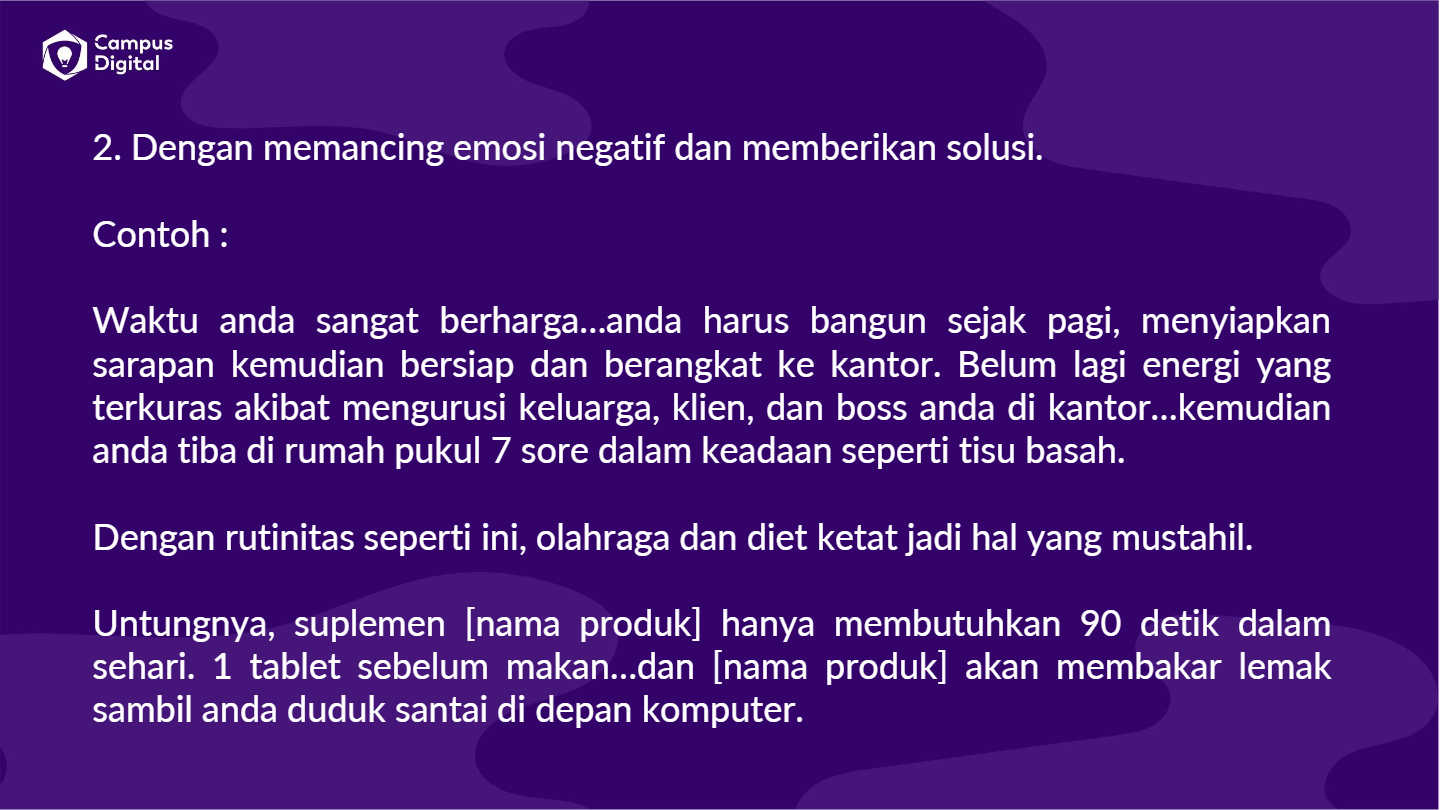 Campus
Digital
2. Dengan memancing emosi negatif dan memberikan solusi.
Contoh :
Waktu anda sangat berharga...anda harus bangun sejak pagi, menyiapkan
sarapan kemudian bersiap dan berangkat ke kantor. Belum lagi energi yang
terkuras akibat mengurusi keluarga, klien, dan boss anda di kantor...kemudian
anda tiba di rumah pukul 7 sore dalam keadaan seperti tisu basah.
Dengan rutinitas seperti ini, olahraga dan diet ketat jadi hal yang mustahil.
Untungnya, suplemen [nama produk] hanya membutuhkan 90 detik dalam
sehari. 1 tablet sebelum makan...dan [nama produk] akan membakar lemak
sambil anda duduk santai di depan komputer.